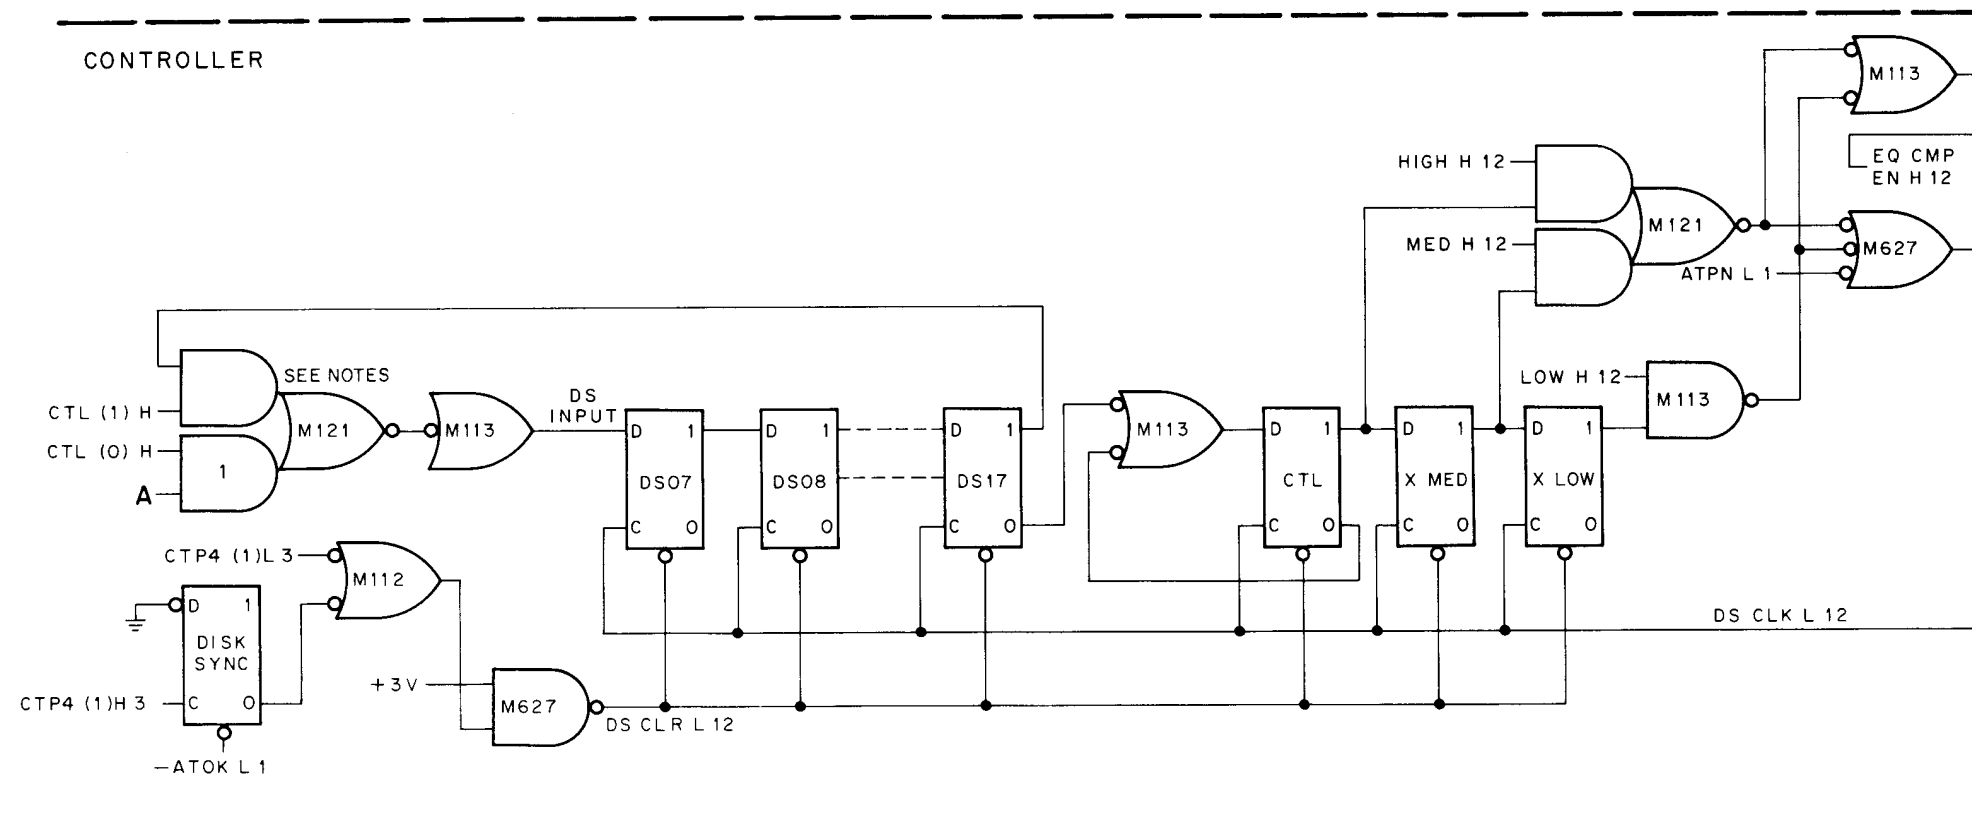 CONTROLLER
M113
EQ CMP
EN H 12
HIGH H 12
M121
MED H 12
M627
ATPN L 1
SEE NOTES
LOW H 12
M113
CTL (1) H
M121
M113
DS
INPUT
D 1
DS07
C 0
D 1
DS08
C 0
D 1
DS17
C 0
M113
D 1
CTL
C 0
D 1
X MED
C 0
D 1
X LOW
C 0
CTL (0) H
1
A
CTP4 (1) L 3
M112
D 1
DISK
SYNC
C 0
CTP4 (1) H 3
-ATOK L 1
+3V
M627
DS CLR L 12
DS CLK L 12